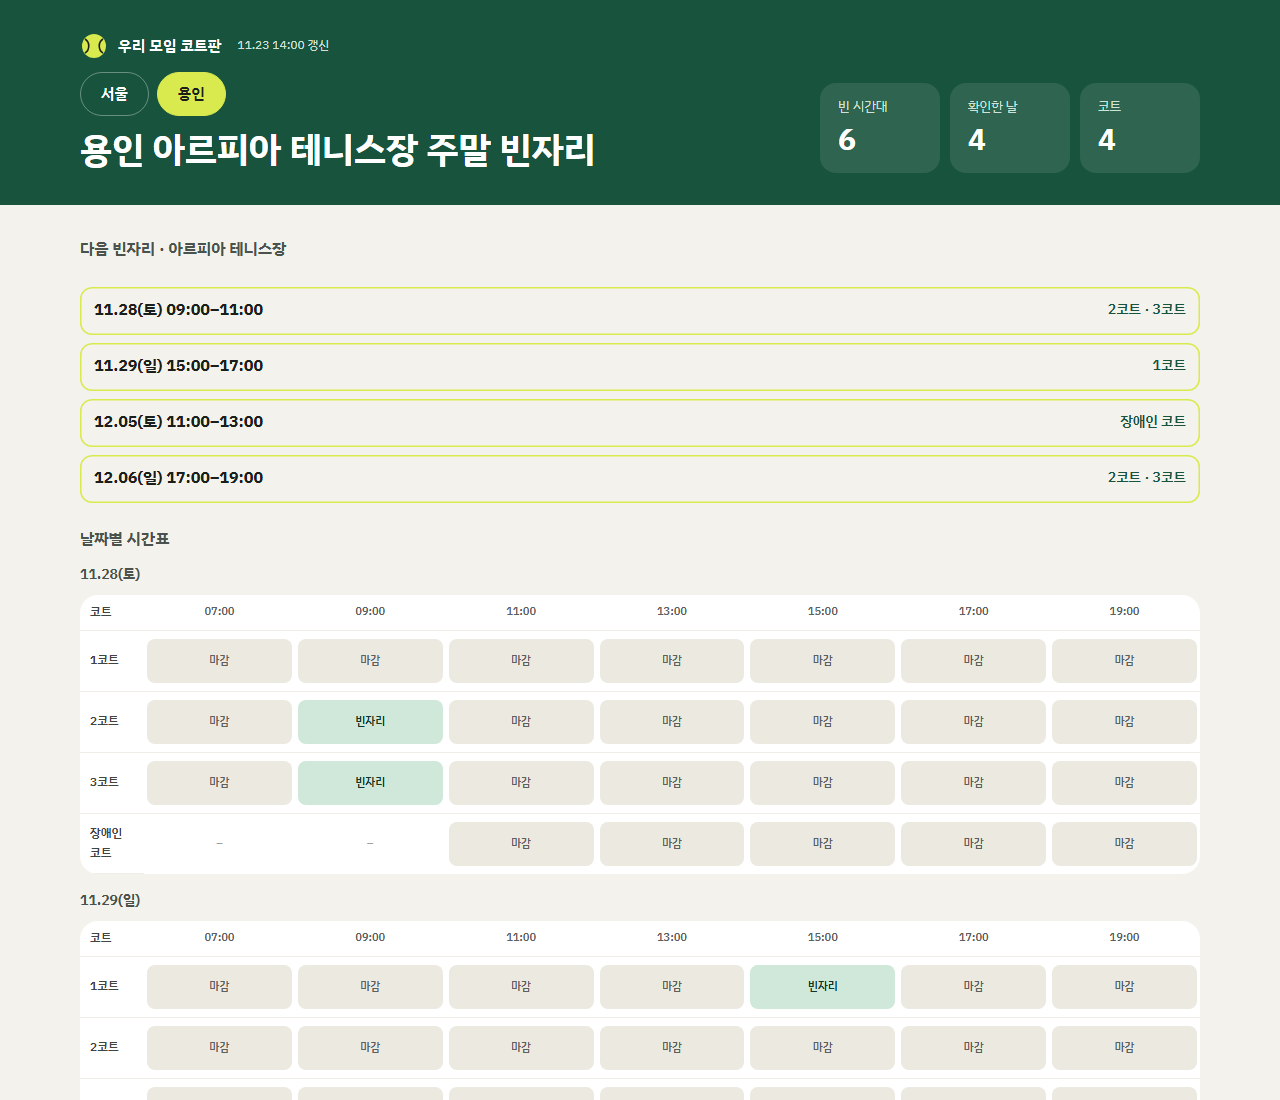 우리 모임 코트판 11.23 14:00 갱신
서울 용인
용인 아르피아 테니스장 주말 빈자리
빈 시간대 확인한 날 코트
6 4 4
다음 빈자리 · 아르피아 테니스장
11.28(토) 09:00–11:00 2코트 · 3코트
11.29(일) 15:00–17:00 1코트
12.05(토) 11:00–13:00 장애인 코트
12.06(일) 17:00–19:00 2코트 · 3코트
날짜별 시간표
11.28(토)
코트 07:00 09:00 11:00 13:00 15:00 17:00 19:00
1코트 마감 마감 마감 마감 마감 마감 마감
2코트 마감 빈자리 마감 마감 마감 마감 마감
3코트 마감 빈자리 마감 마감 마감 마감 마감
장애인 코트 – – 마감 마감 마감 마감 마감
11.29(일)
코트 07:00 09:00 11:00 13:00 15:00 17:00 19:00
1코트 마감 마감 마감 마감 빈자리 마감 마감
2코트 마감 마감 마감 마감 마감 마감 마감